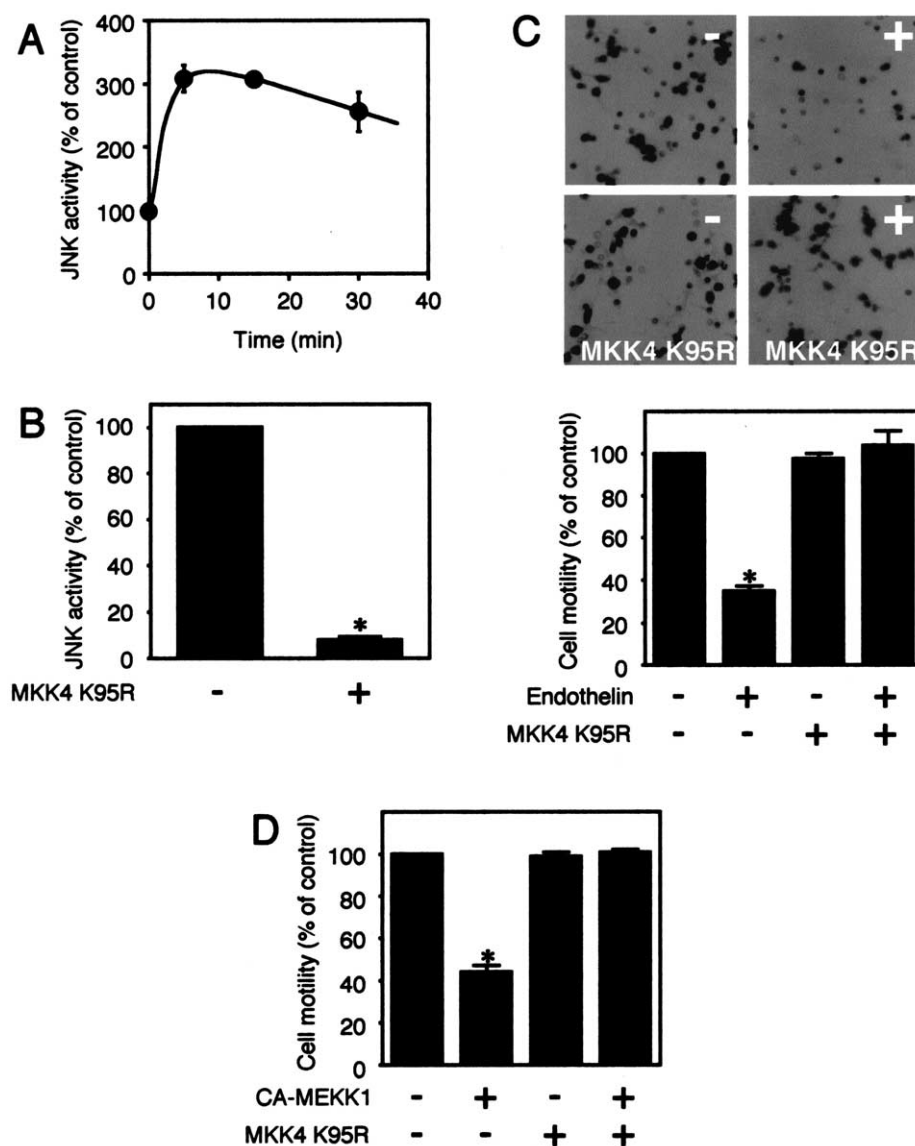 A
JNK activity (% of control)
400
300
200
100
0
0 10 20 30 40
Time (min)
C
- +
- +
MKK4 K95R MKK4 K95R
B
JNK activity (% of control)
100
80
60
40
20
0
*
MKK4 K95R - +
Cell motility (% of control)
100
80
60
40
20
0
*
Endothelin - + - +
MKK4 K95R - - + +
D
Cell motility (% of control)
100
80
60
40
20
0
*
CA-MEKK1 - + - +
MKK4 K95R - - + +